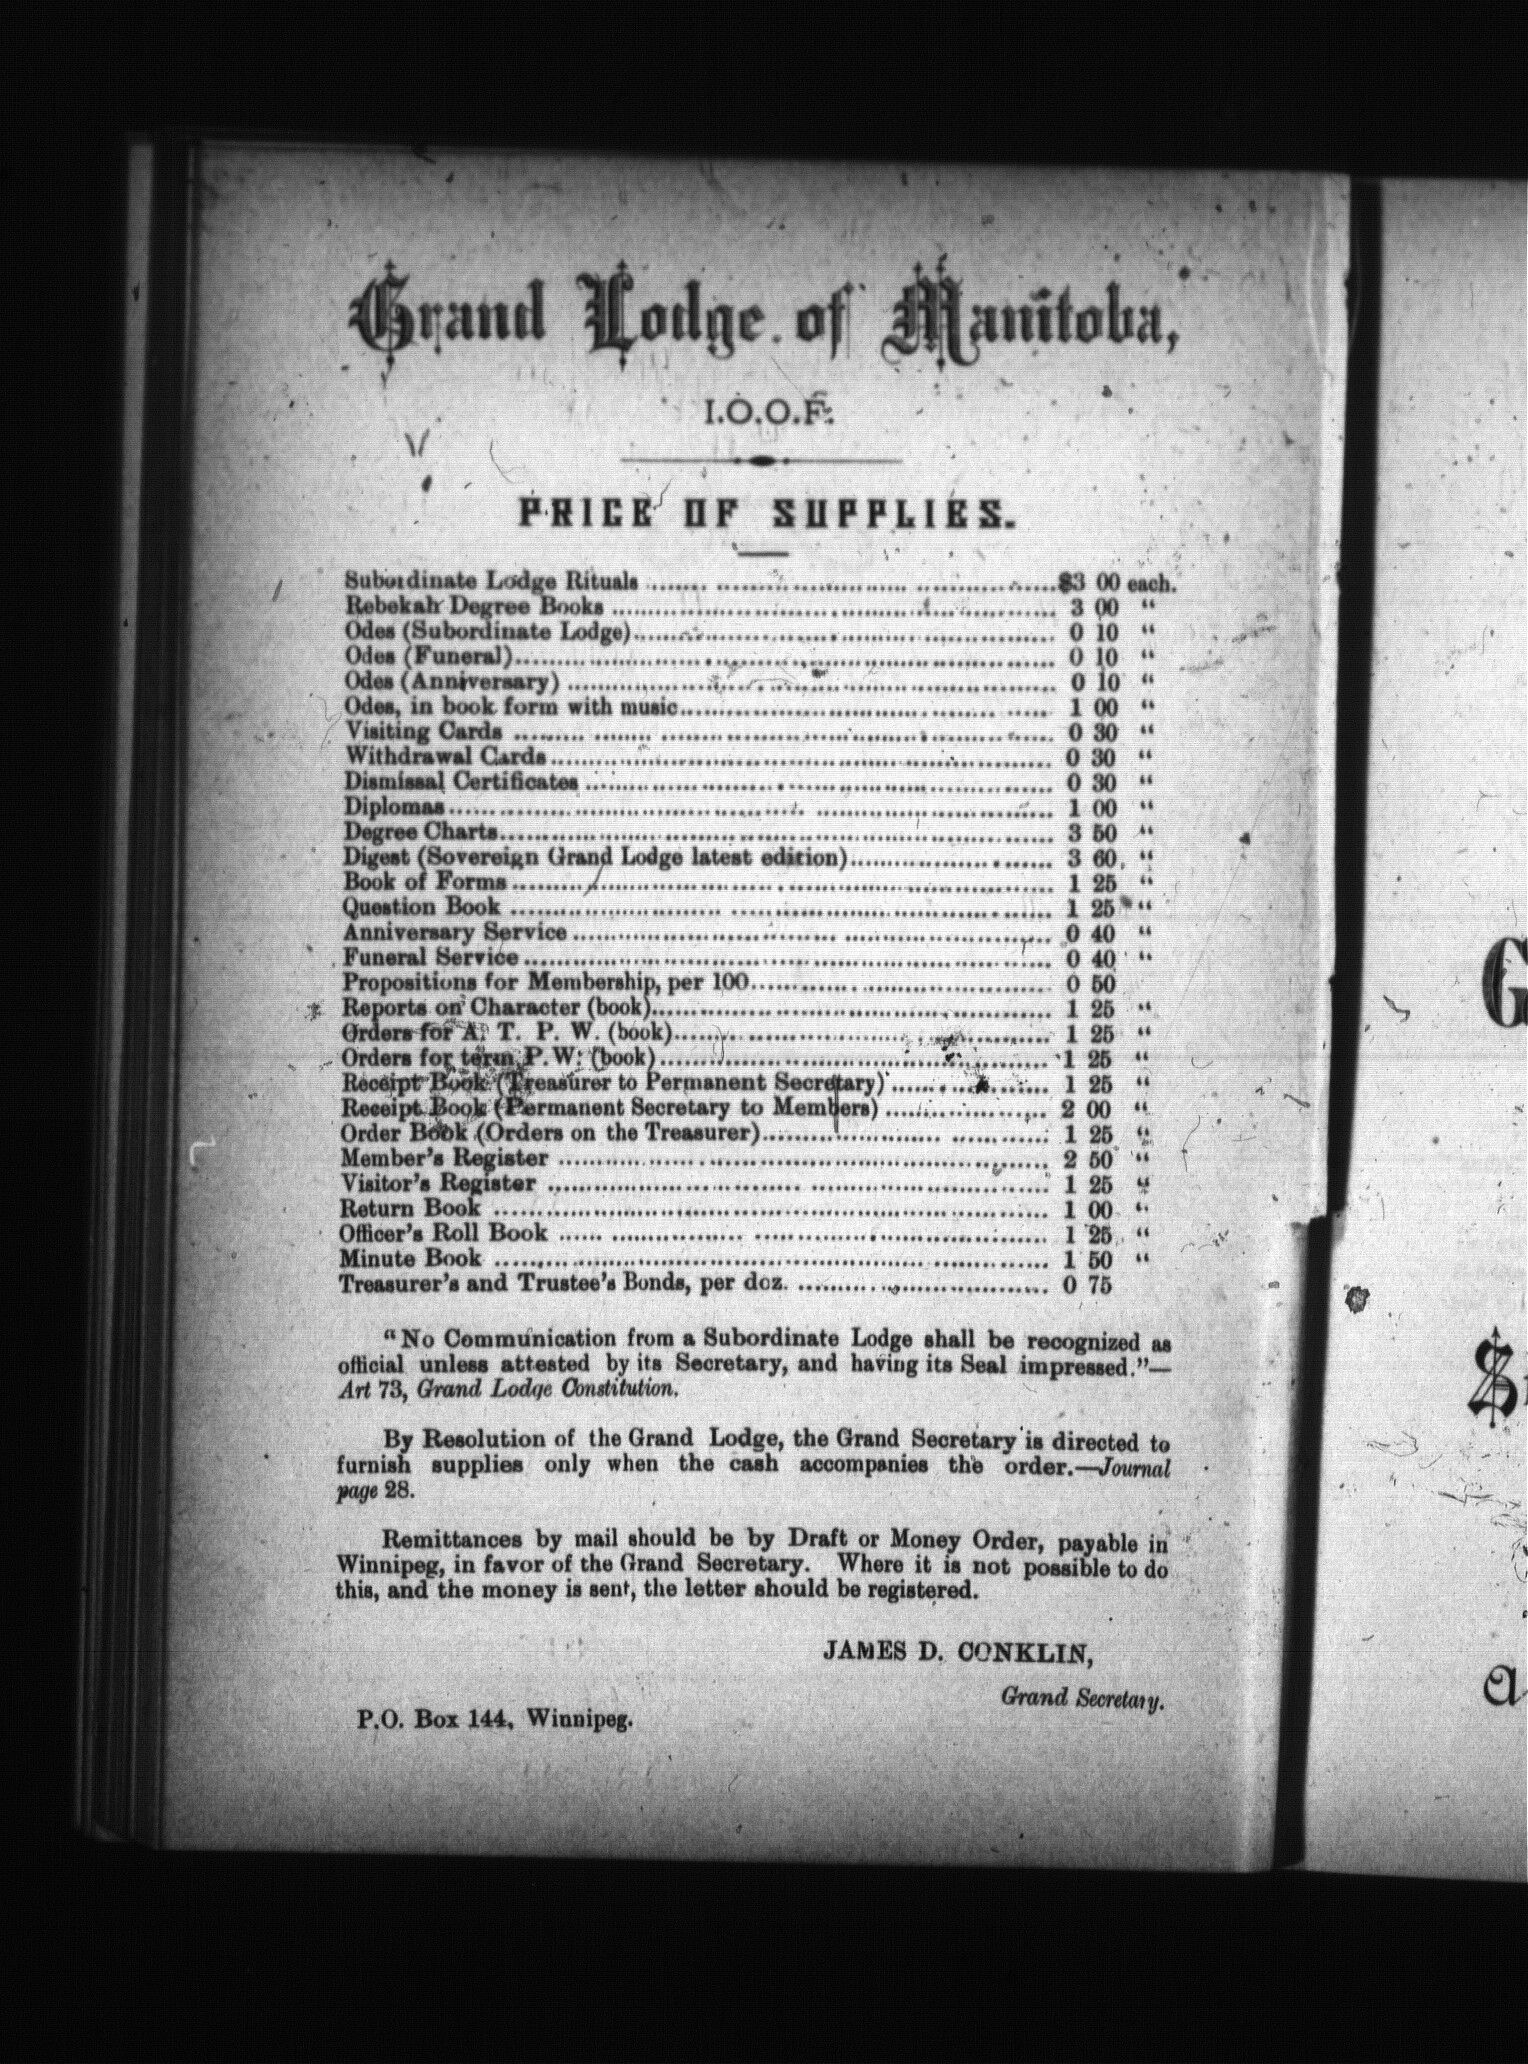 Grand Lodge of Manitoba,
I.O.O.F.
PRICE OF SUPPLIES.
Subordinate Lodge Rituals ........ $3 00 each.
Rebekah Degree Books ........ 3 00 "
Odes (Subordinate Lodge)........ 0 10 "
Odes (Funeral)........ 0 10 "
Odes (Anniversary) ........ 0 10 "
Odes, in book form with music........ 1 00 "
Visiting Cards ........ 0 30 "
Withdrawal Cards........ 0 30 "
Dismissal Certificates ........ 0 30 "
Diplomas........ 1 00 "
Degree Charts........ 3 50 "
Digest (Sovereign Grand Lodge latest edition)........ 3 60 "
Book of Forms ........ 1 25 "
Question Book ........ 1 25 "
Anniversary Service ........ 0 40 "
Funeral Service ........ 0 40 "
Propositions for Membership, per 100........ 0 50
Reports on Character (book)........ 1 25 "
Orders for A. T. P. W. (book)........ 1 25 "
Orders for term P. W. (book)........ 1 25 "
Receipt Book (Treasurer to Permanent Secretary) ........ 1 25 "
Receipt Book (Permanent Secretary to Members) ........ 2 00 "
Order Book (Orders on the Treasurer)........ 1 25 "
Member's Register ........ 2 50 "
Visitor's Register ........ 1 25 "
Return Book ........ 1 00 "
Officer's Roll Book ........ 1 25 "
Minute Book ........ 1 50 "
Treasurer's and Trustee's Bonds, per doz. ........ 0 75
"No Communication from a Subordinate Lodge shall be recognized as
official unless attested by its Secretary, and having its Seal impressed."—
Art 73, Grand Lodge Constitution.
By Resolution of the Grand Lodge, the Grand Secretary is directed to
furnish supplies only when the cash accompanies the order.—Journal
page 28.
Remittances by mail should be by Draft or Money Order, payable in
Winnipeg, in favor of the Grand Secretary. Where it is not possible to do
this, and the money is sent, the letter should be registered.
JAMES D. CONKLIN,
Grand Secretary.
P.O. Box 144, Winnipeg.